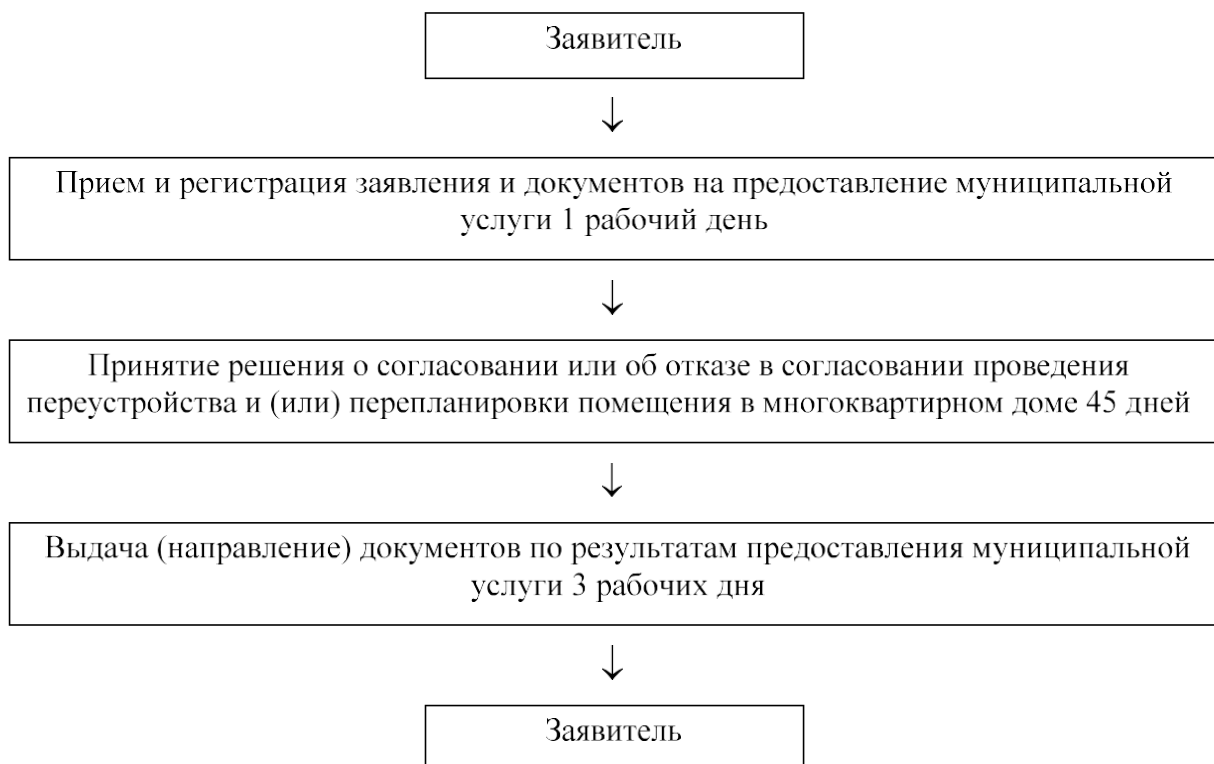 Заявитель
↓
Прием и регистрация заявления и документов на предоставление муниципальной
услуги 1 рабочий день
↓
Принятие решения о согласовании или об отказе в согласовании проведения
переустройства и (или) перепланировки помещения в многоквартирном доме 45 дней
↓
Выдача (направление) документов по результатам предоставления муниципальной
услуги 3 рабочих дня
↓
Заявитель